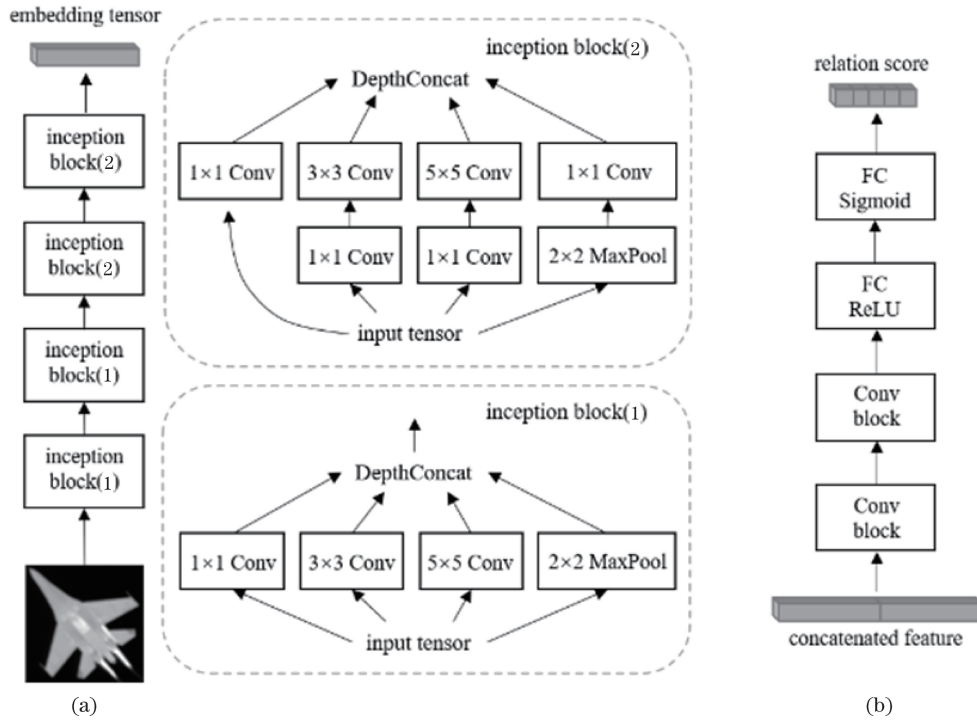 embedding tensor
inception
block(2)
inception
block(2)
inception
block(1)
inception
block(1)
(a)
inception block(2)
DepthConcat
1×1 Conv
3×3 Conv
5×5 Conv
1×1 Conv
1×1 Conv
1×1 Conv
2×2 MaxPool
input tensor
inception block(1)
DepthConcat
1×1 Conv
3×3 Conv
5×5 Conv
2×2 MaxPool
input tensor
relation score
FC
Sigmoid
FC
ReLU
Conv
block
Conv
block
concatenated feature
(b)